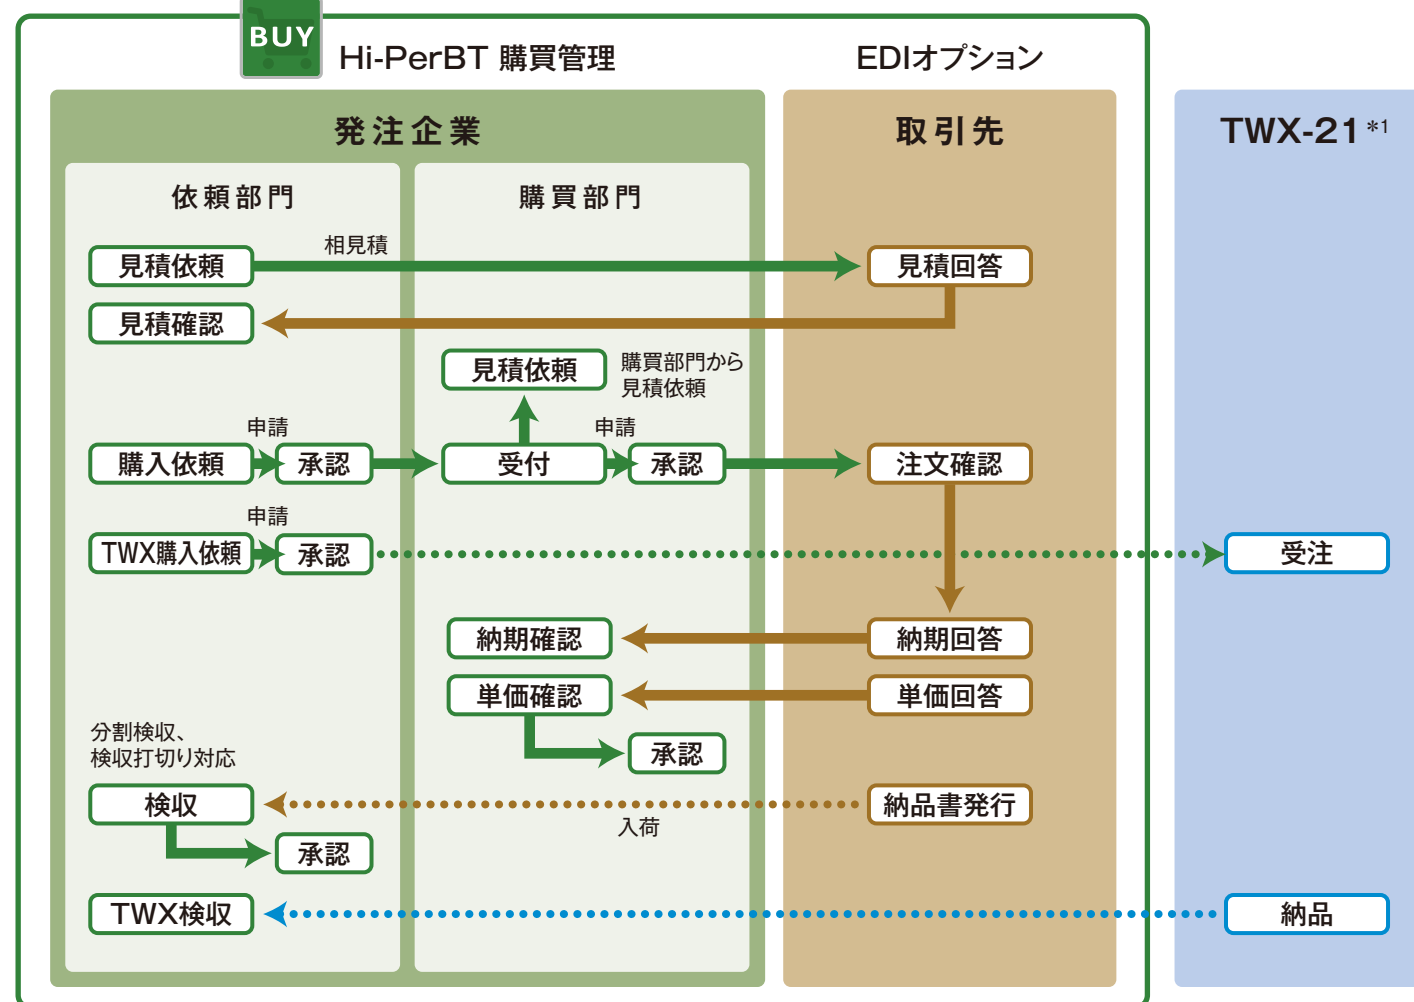 BUY
Hi-PerBT 購買管理
EDIオプション
発注企業
取引先
TWX-21 *1
依頼部門
購買部門
見積依頼
相見積
見積回答
見積確認
見積依頼
購買部門から
見積依頼
購入依頼
申請
承認
受付
申請
承認
注文確認
TWX購入依頼
申請
承認
受注
納期確認
納期回答
単価確認
単価回答
承認
分割検収、
検収打切り対応
検収
入荷
納品書発行
承認
TWX検収
納品